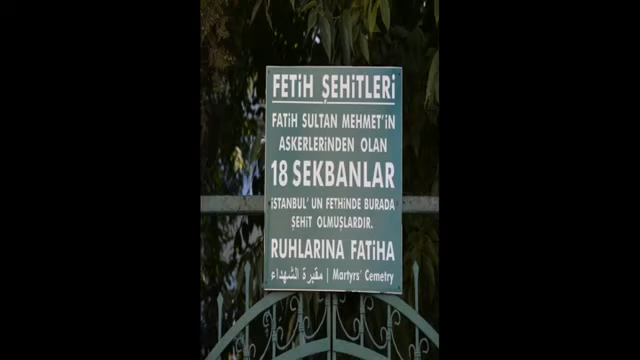 FETİH ŞEHİTLERİ
FATİH SULTAN MEHMET'İN
ASKERLERİNDEN OLAN
18 SEKBANLAR
İSTANBUL' UN FETHİNDE BURADA
ŞEHİT OLMUŞLARDIR.
RUHLARINA FATİHA
مقبرة الشهداء | Martyrs' Cemetry